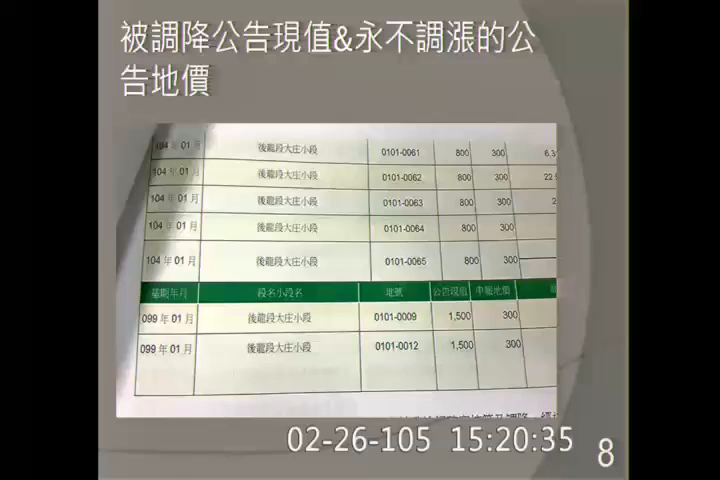 被調降公告現值&永不調漲的公
告地價
104 年 01 月 後龍段大庄小段 0101-0061 800 300
104 年 01 月 後龍段大庄小段 0101-0062 800 300
104 年 01 月 後龍段大庄小段 0101-0063 800 300
104 年 01 月 後龍段大庄小段 0101-0064 800 300
104 年 01 月 後龍段大庄小段 0101-0065 800 300
基期年月 段名小段名 地號 公告現值 申報地價
099 年 01 月 後龍段大庄小段 0101-0009 1,500 300
099 年 01 月 後龍段大庄小段 0101-0012 1,500 300
02-26-105 15:20:35
8